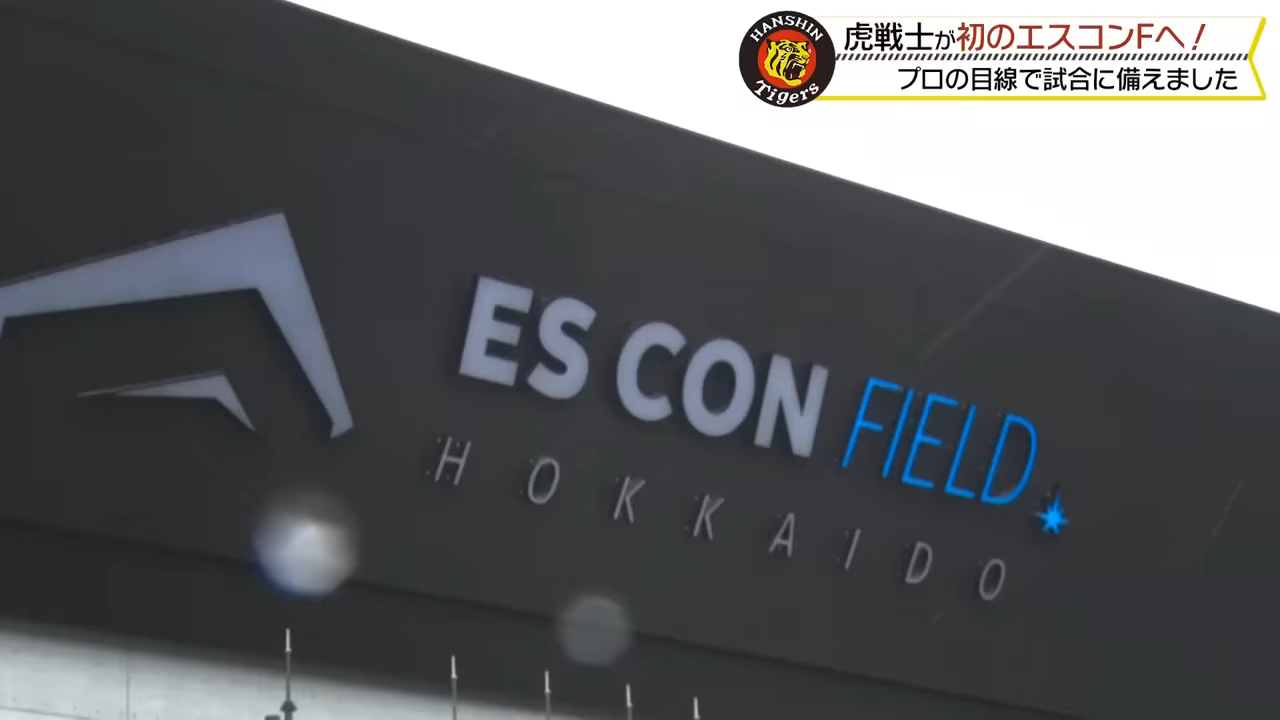 HANSHIN
Tigers
虎戦士が初のエスコンFへ!
プロの目線で試合に備えました
ES CON FIELD
HOKKAIDO